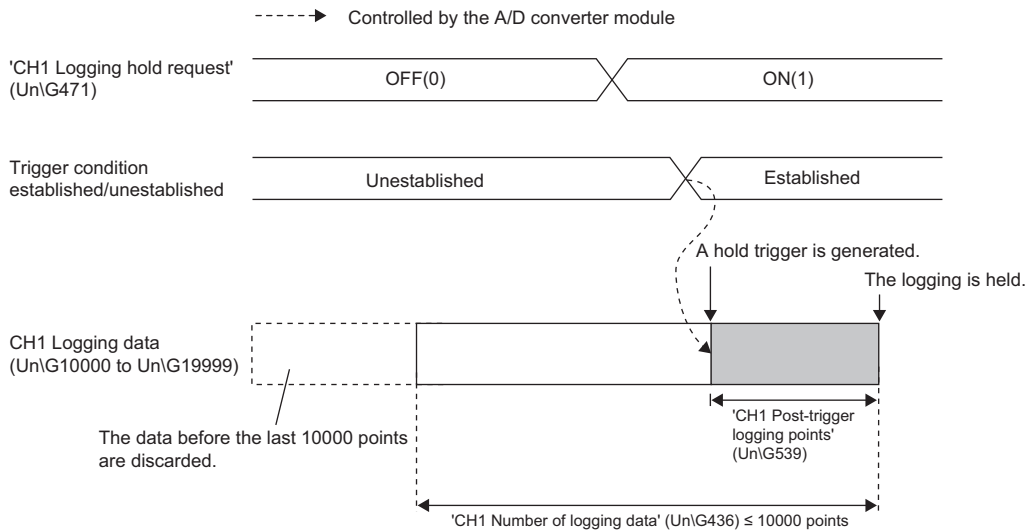 Controlled by the A/D converter module
'CH1 Logging hold request'
(Un\G471)
OFF(0)
ON(1)
Trigger condition
established/unestablished
Unestablished
Established
A hold trigger is generated.
The logging is held.
CH1 Logging data
(Un\G10000 to Un\G19999)
'CH1 Post-trigger
logging points'
(Un\G539)
The data before the last 10000 points
are discarded.
'CH1 Number of logging data' (Un\G436) ≤ 10000 points